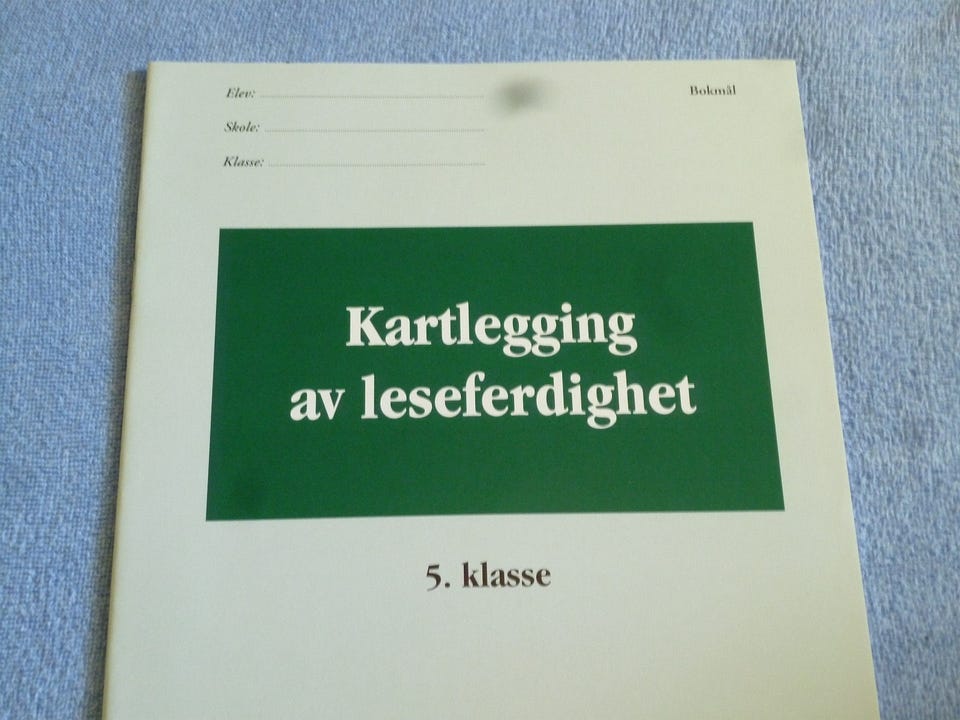 Elev:
Bokmål
Skole:
Klasse:
Kartlegging
av leseferdighet
5. klasse